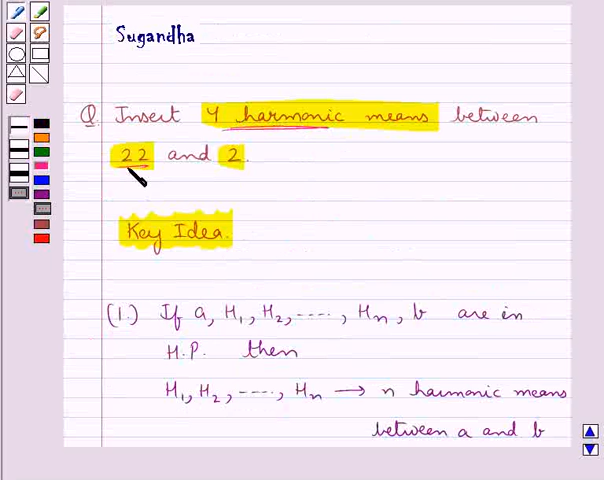 Sugandha
Q. Insert 4 harmonic means between
22 and 2.
Key Idea.
(1.) If a, H₁, H₂, ----, Hₙ, b are in
H.P. then
H₁, H₂, ----, Hₙ → n harmonic means
between a and b